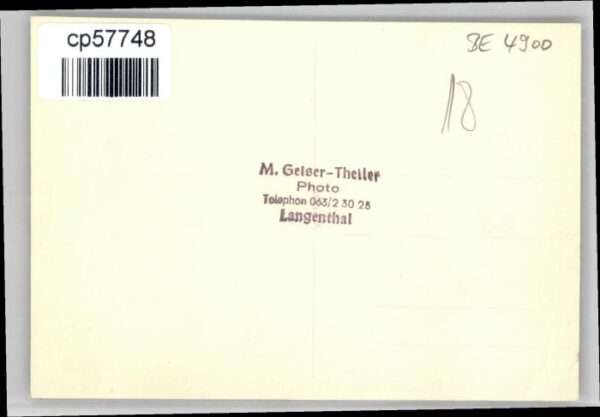 cp57748
BE 4900
18
M. Geiser-Theiler
Photo
Telephon 063/2 30 28
Langenthal